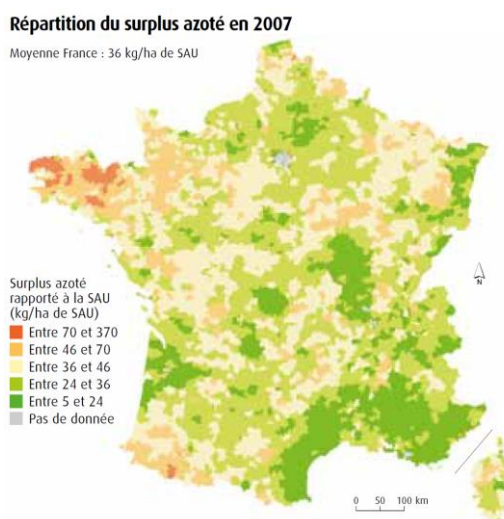 Répartition du surplus azoté en 2007
Moyenne France : 36 kg/ha de SAU
N
Surplus azoté
rapporté à la SAU
(kg/ha de SAU)
Entre 70 et 370
Entre 46 et 70
Entre 36 et 46
Entre 24 et 36
Entre 5 et 24
Pas de donnée
0 50 100 km